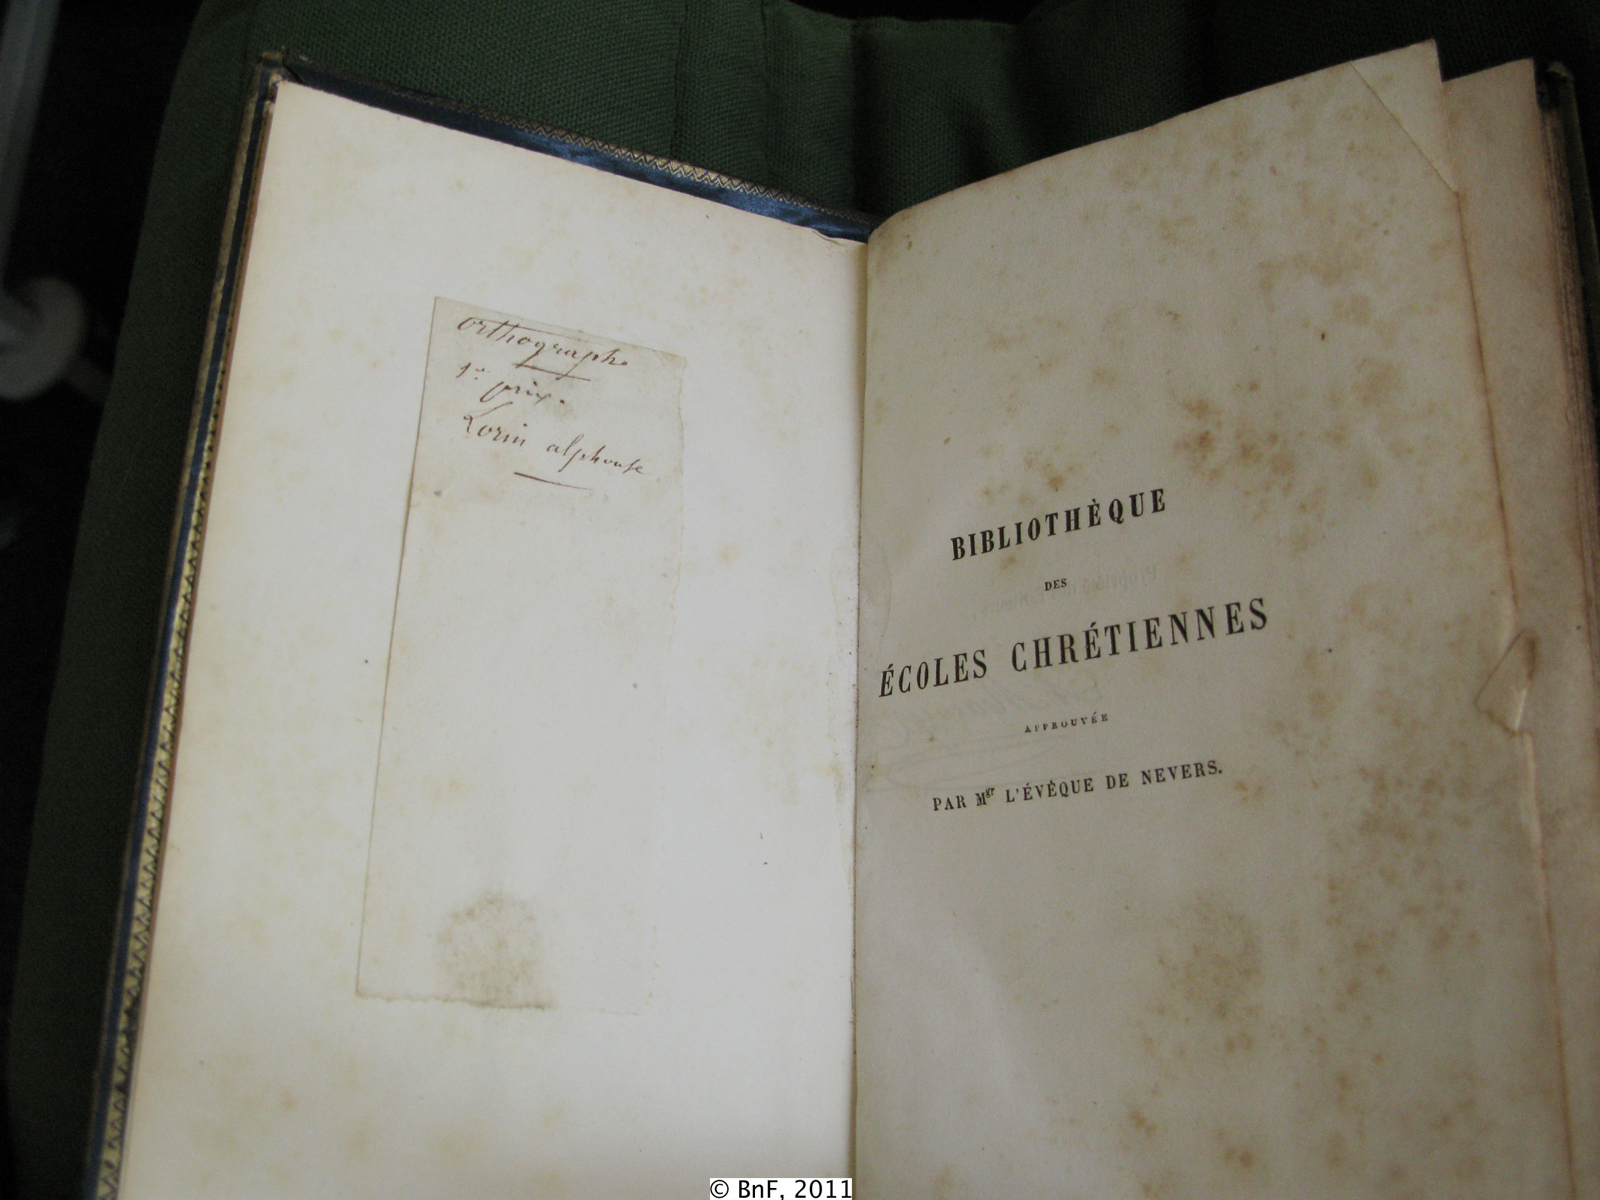 orthographe
1er prix.
Lorin alphonse
BIBLIOTHÈQUE
DES
ÉCOLES CHRÉTIENNES
APPROUVÉE
PAR Mgr L'ÉVÊQUE DE NEVERS.
© BnF, 2011